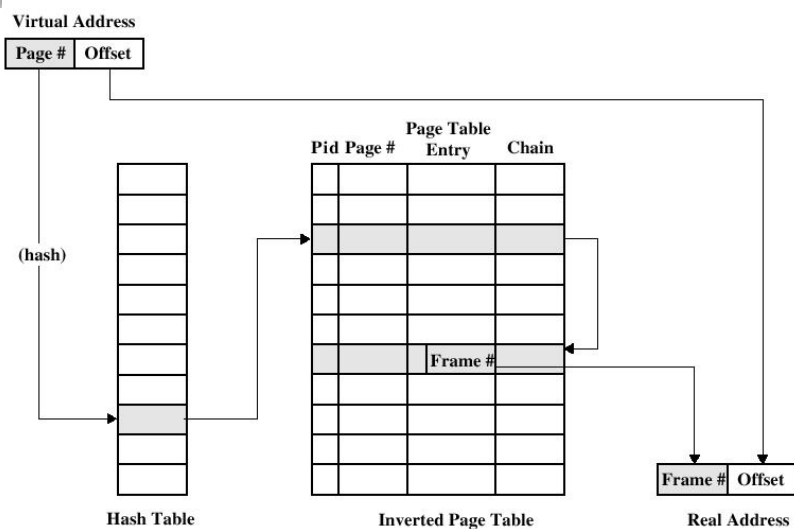 Virtual Address
Page # Offset
Page Table
Pid Page # Entry Chain
(hash)
Frame #
Frame # Offset
Hash Table Inverted Page Table Real Address